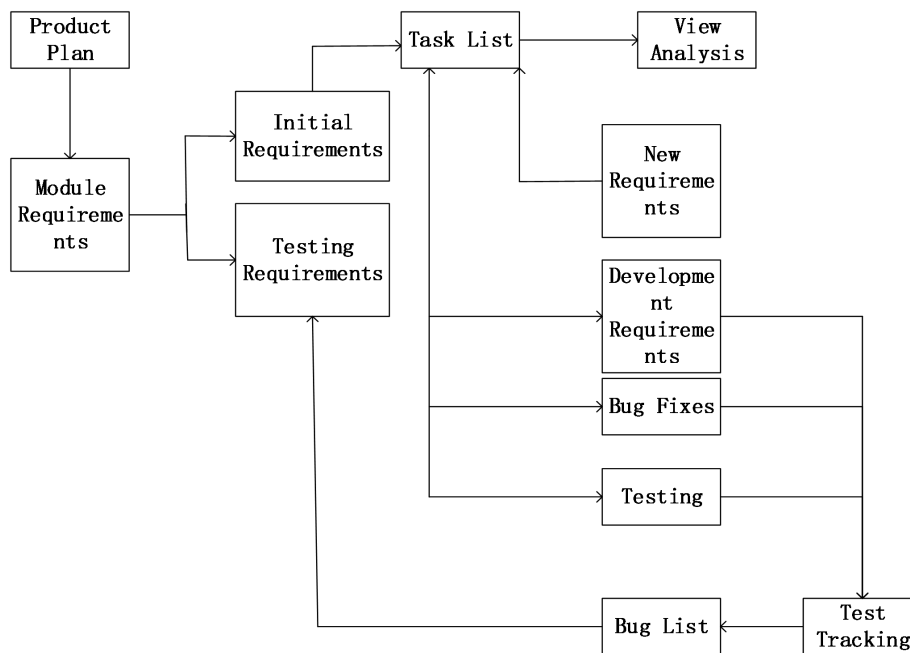 Product
Plan
Task List
View
Analysis
Initial
Requirements
New
Requireme
nts
Module
Requireme
nts
Testing
Requirements
Developme
nt
Requireme
nts
Bug Fixes
Testing
Bug List
Test
Tracking